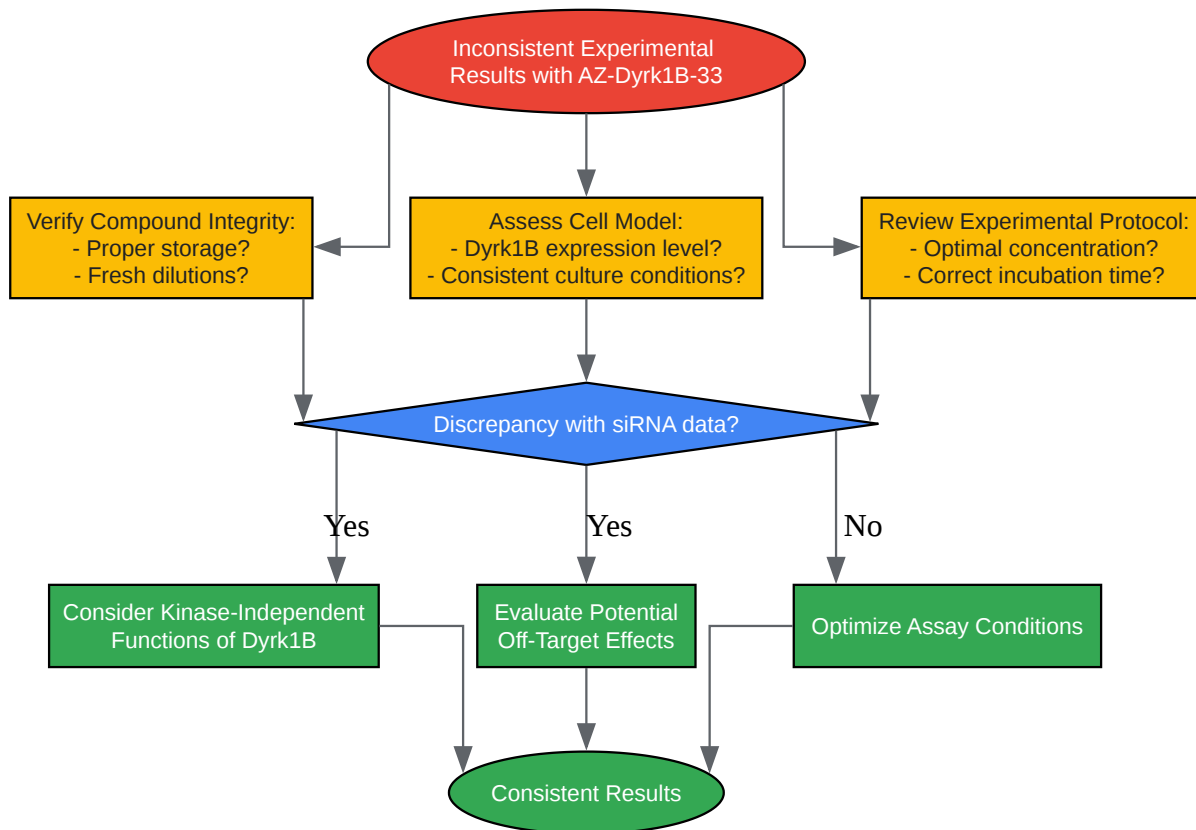 Inconsistent Experimental
Results with AZ-Dyrk1B-33
Verify Compound Integrity:
- Proper storage?
- Fresh dilutions?
Assess Cell Model:
- Dyrk1B expression level?
- Consistent culture conditions?
Review Experimental Protocol:
- Optimal concentration?
- Correct incubation time?
Discrepancy with siRNA data?
Yes
Yes
No
Consider Kinase-Independent
Functions of Dyrk1B
Evaluate Potential
Off-Target Effects
Optimize Assay Conditions
Consistent Results